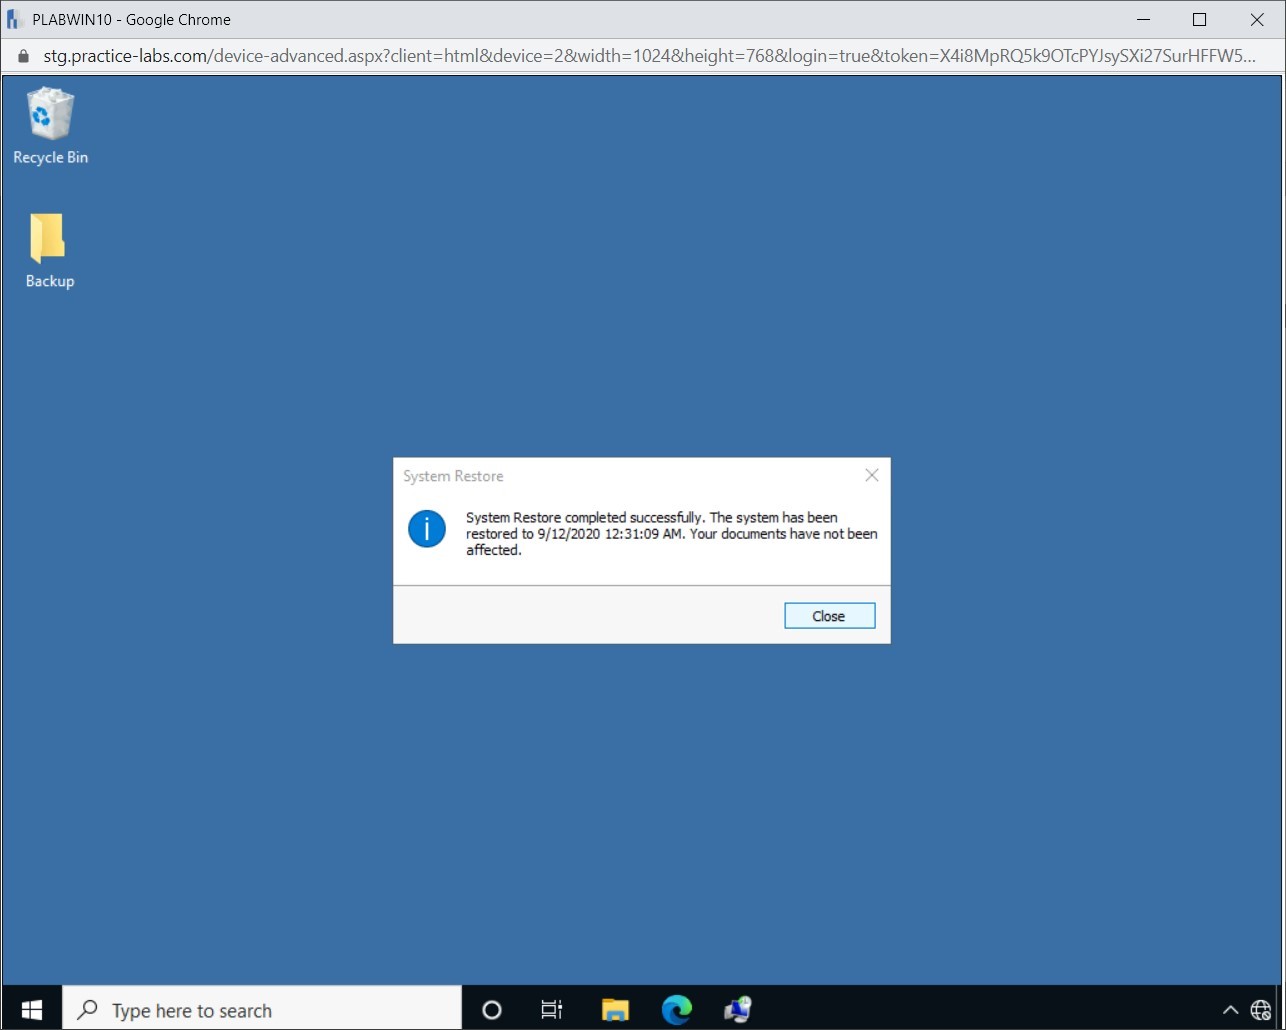 PLABWIN10 - Google Chrome
stg.practice-labs.com/device-advanced.aspx?client=html&device=2&width=1024&height=768&login=true&token=X4i8MpRQ5k9OTcPYJsySXi27SurHFFW5...
Recycle Bin
Backup
System Restore
System Restore completed successfully. The system has been
restored to 9/12/2020 12:31:09 AM. Your documents have not been
affected.
Close
Type here to search